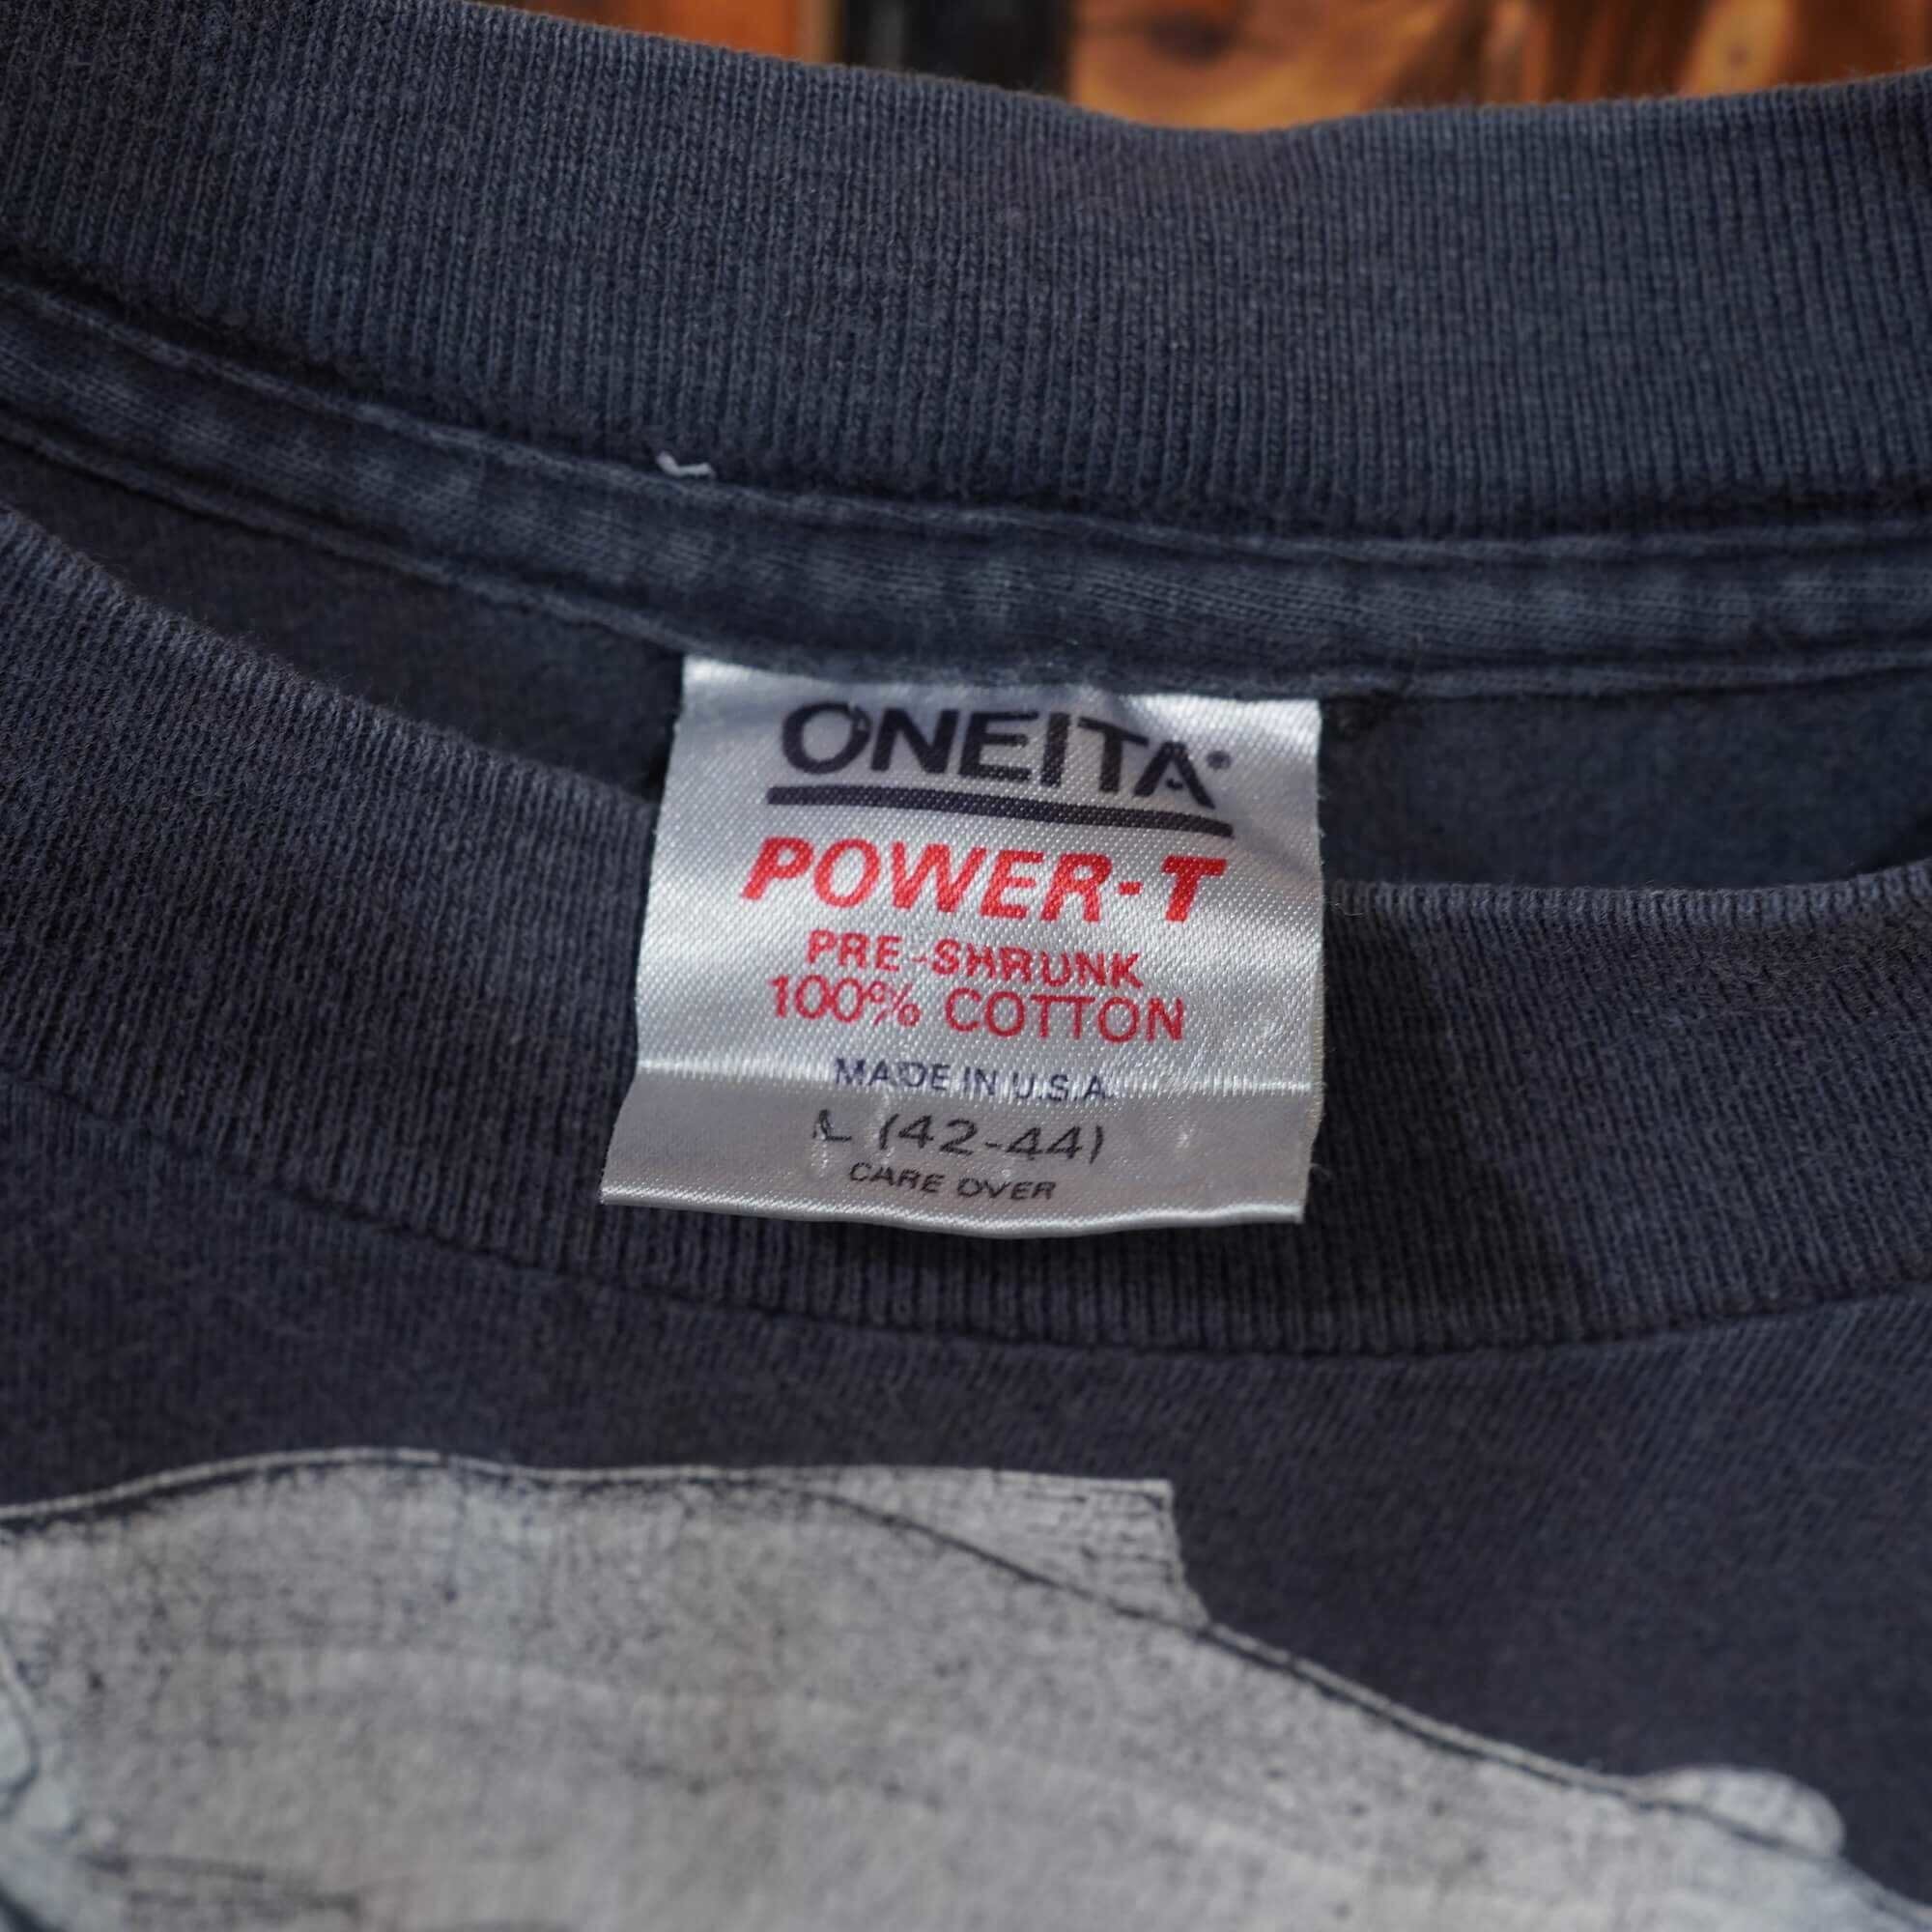 ONEITA
POWER-T
PRE-SHRUNK
100% COTTON
MADE IN U.S.A.
L (42-44)
CARE OVER